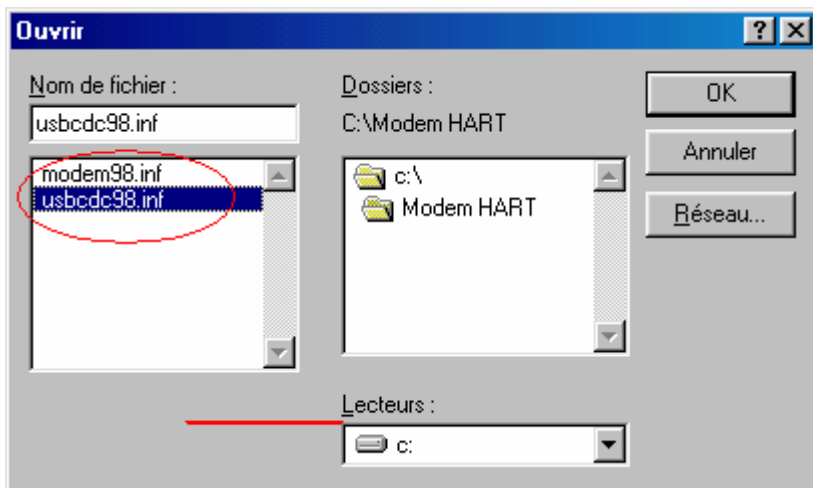 Ouvrir
Nom de fichier :
usbcdc98.inf
modem98.inf
usbcdc98.inf
Dossiers :
C:\Modem HART
c:\
Modem HART
Lecteurs :
c:
OK
Annuler
Réseau...